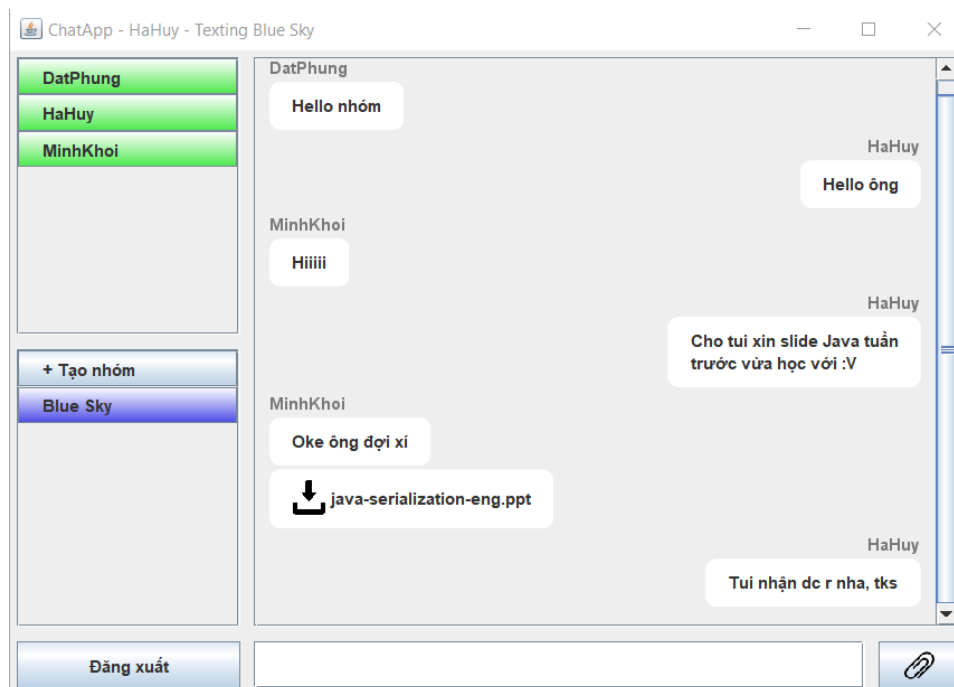 ChatApp - HaHuy - Texting Blue Sky
DatPhung
HaHuy
MinhKhoi
+ Tạo nhóm
Blue Sky
Đăng xuất
DatPhung
Hello nhóm
HaHuy
Hello ông
MinhKhoi
Hiiiii
HaHuy
Cho tui xin slide Java tuần
trước vừa học với :V
MinhKhoi
Oke ông đợi xí
java-serialization-eng.ppt
HaHuy
Tui nhận dc r nha, tks